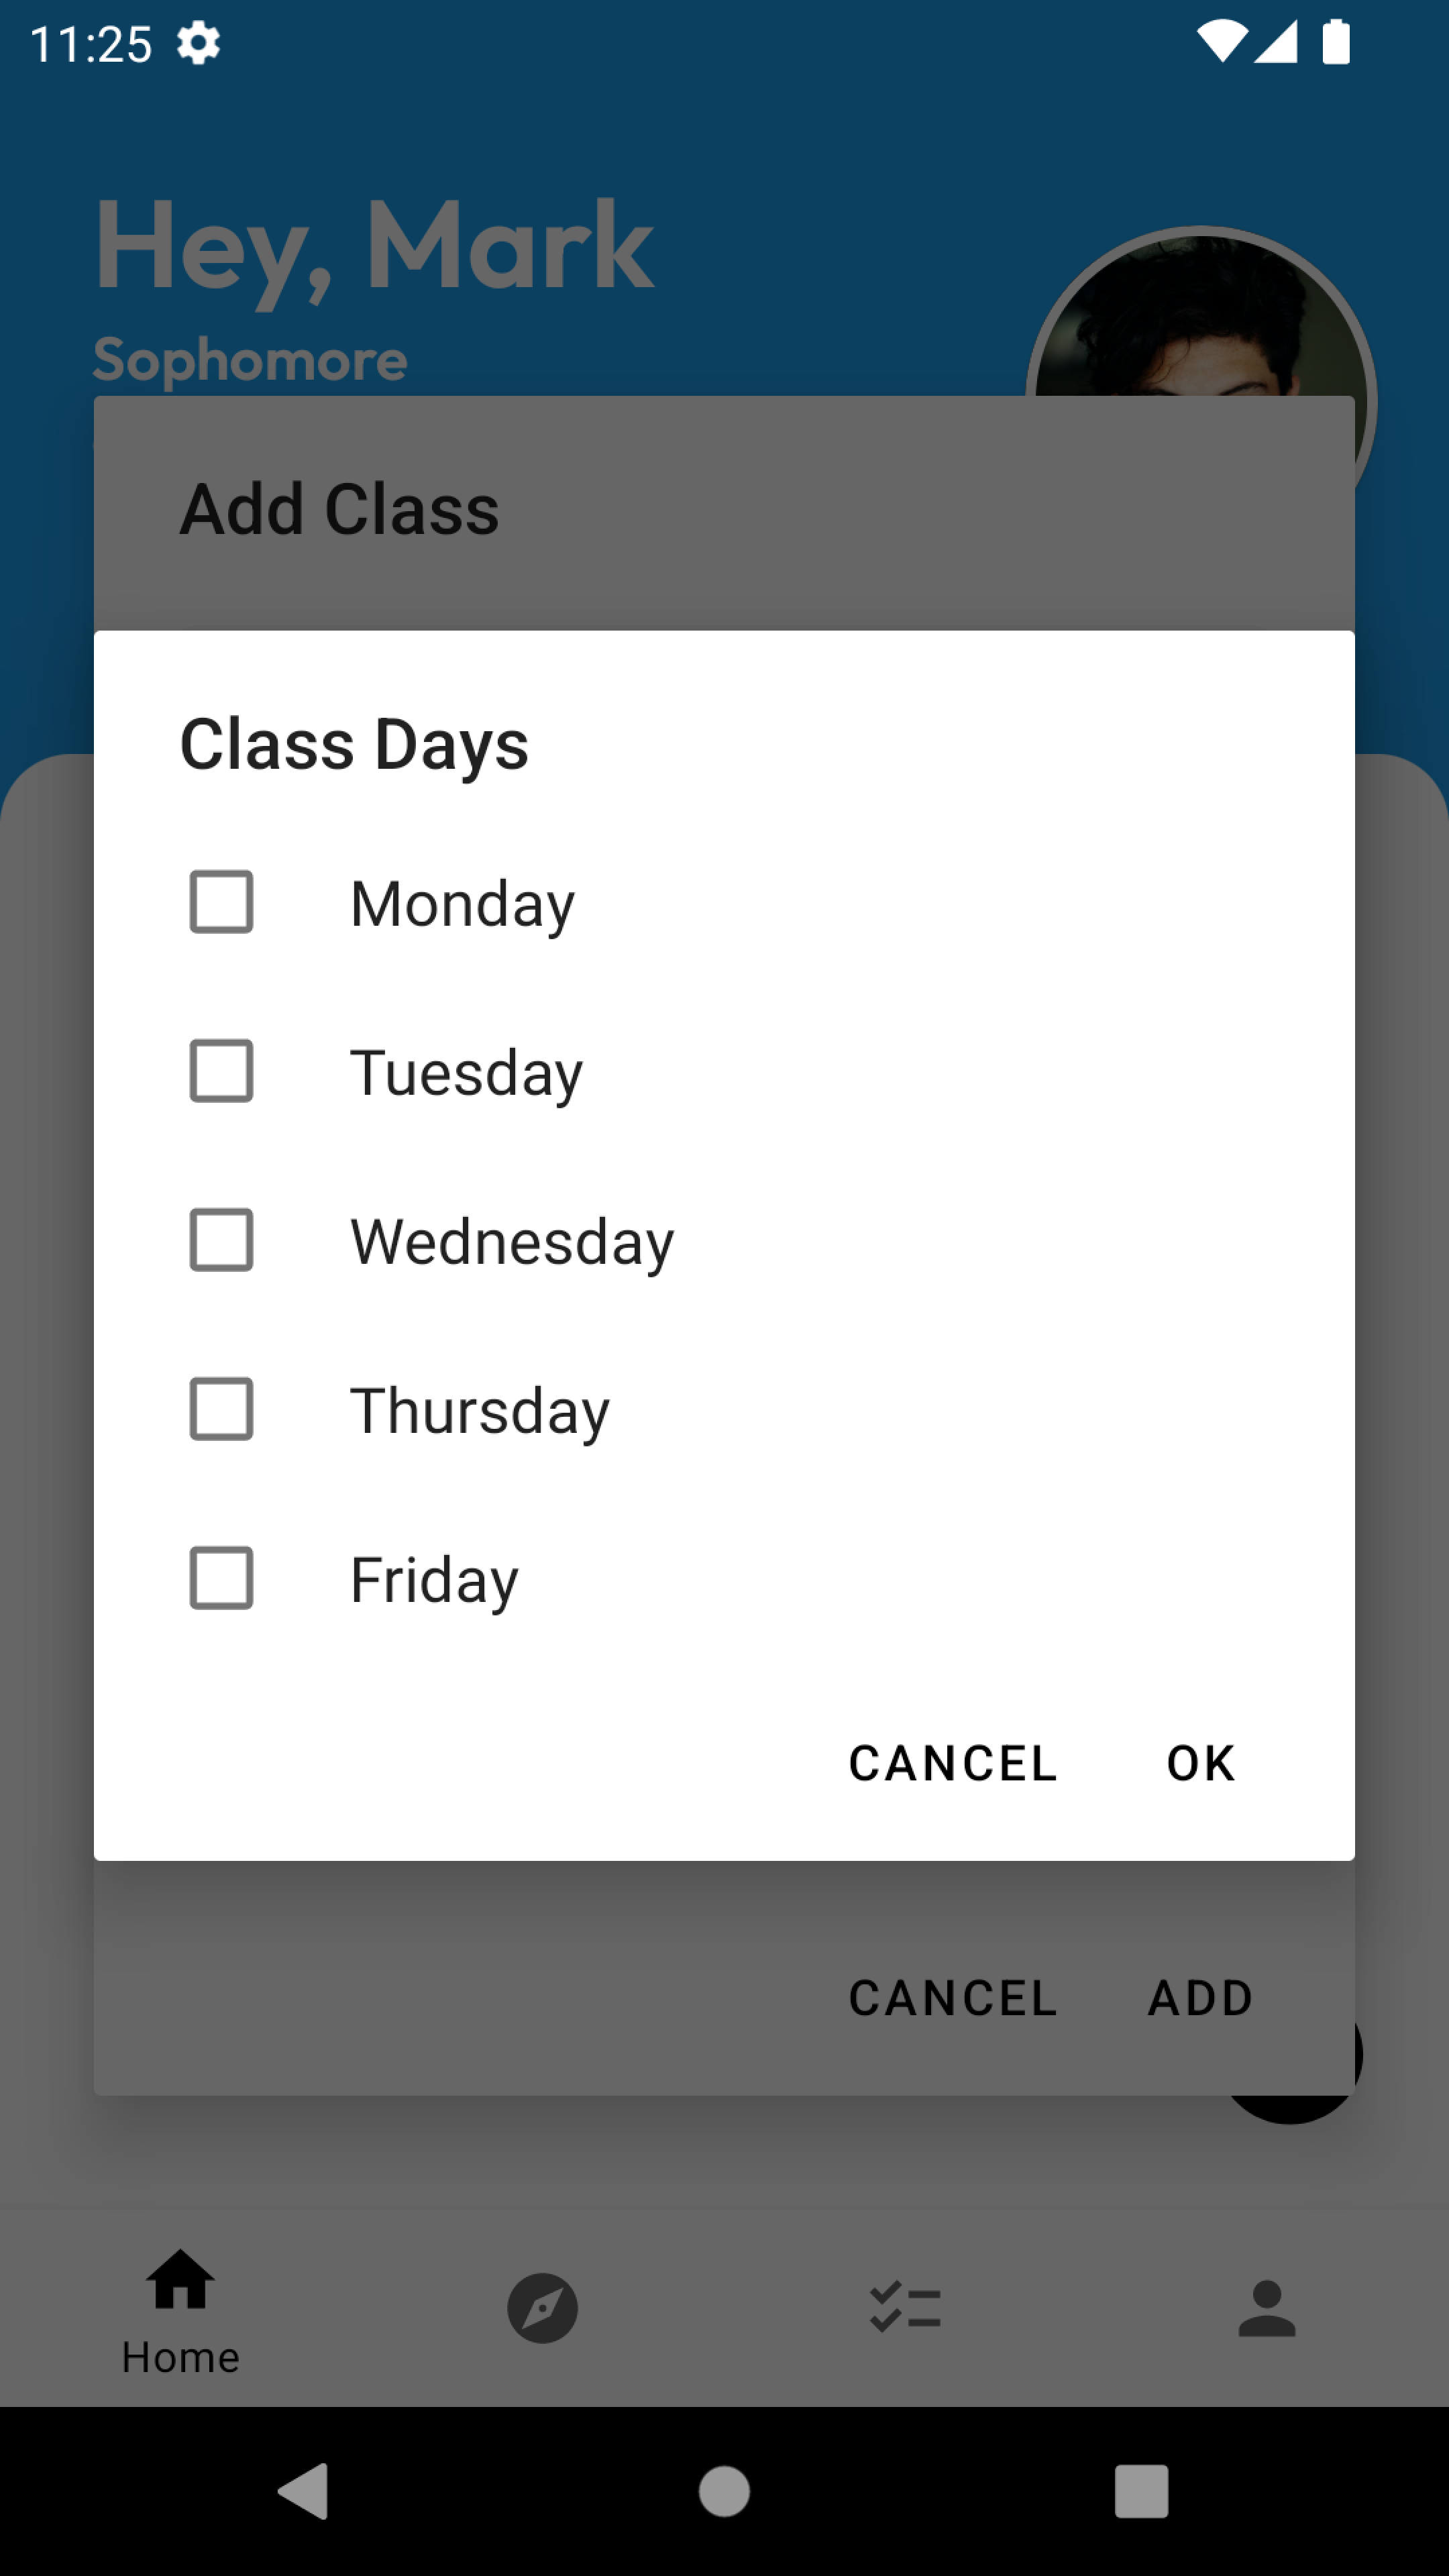 11:25
Hey, Mark
Sophomore
Add Class
Class Days
Monday
Tuesday
Wednesday
Thursday
Friday
CANCEL OK
CANCEL ADD
Home